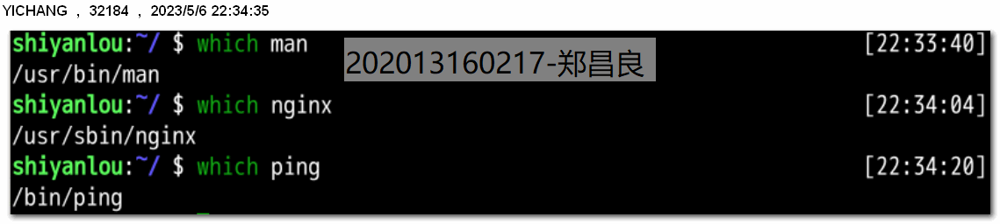 YICHANG , 32184 , 2023/5/6 22:34:35
shiyanlou:~/ $ which man [22:33:40]
202013160217-郑昌良
/usr/bin/man
shiyanlou:~/ $ which nginx [22:34:04]
/usr/sbin/nginx
shiyanlou:~/ $ which ping [22:34:20]
/bin/ping